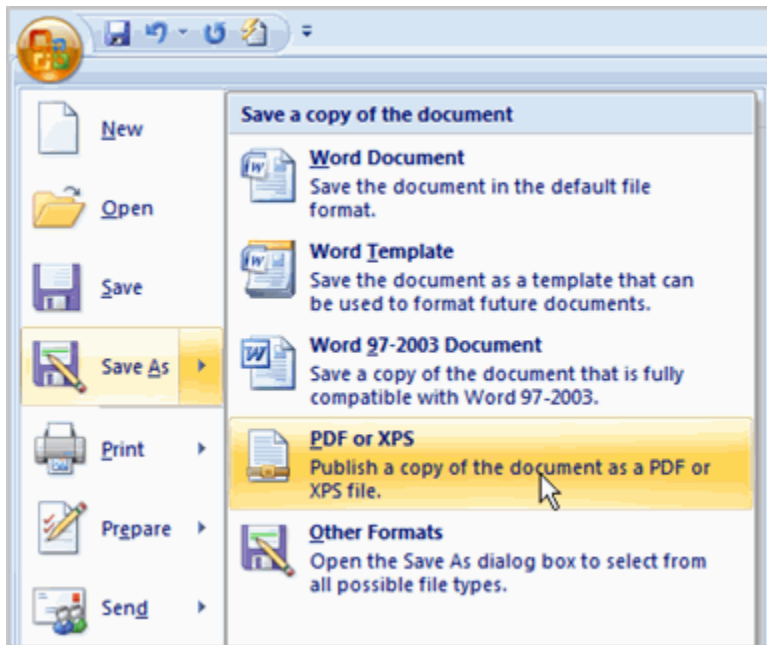 New
Open
Save
Save As
Print
Prepare
Send
Save a copy of the document
Word Document
Save the document in the default file
format.
Word Template
Save the document as a template that can
be used to format future documents.
Word 97-2003 Document
Save a copy of the document that is fully
compatible with Word 97-2003.
PDF or XPS
Publish a copy of the document as a PDF or
XPS file.
Other Formats
Open the Save As dialog box to select from
all possible file types.